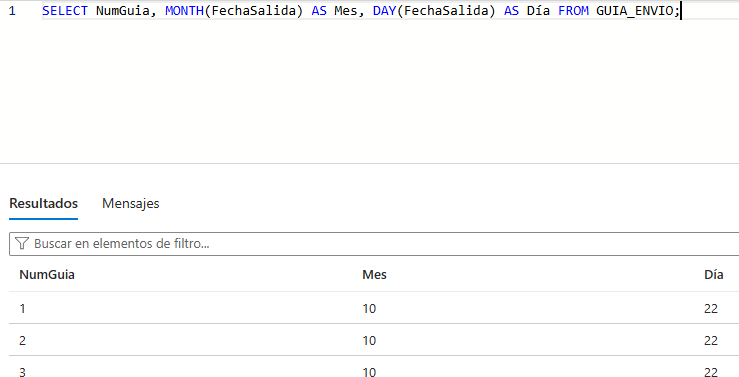 1 SELECT NumGuia, MONTH(FechaSalida) AS Mes, DAY(FechaSalida) AS Día FROM GUIA_ENVIO;
Resultados Mensajes
Buscar en elementos de filtro...
NumGuia Mes Día
1 10 22
2 10 22
3 10 22